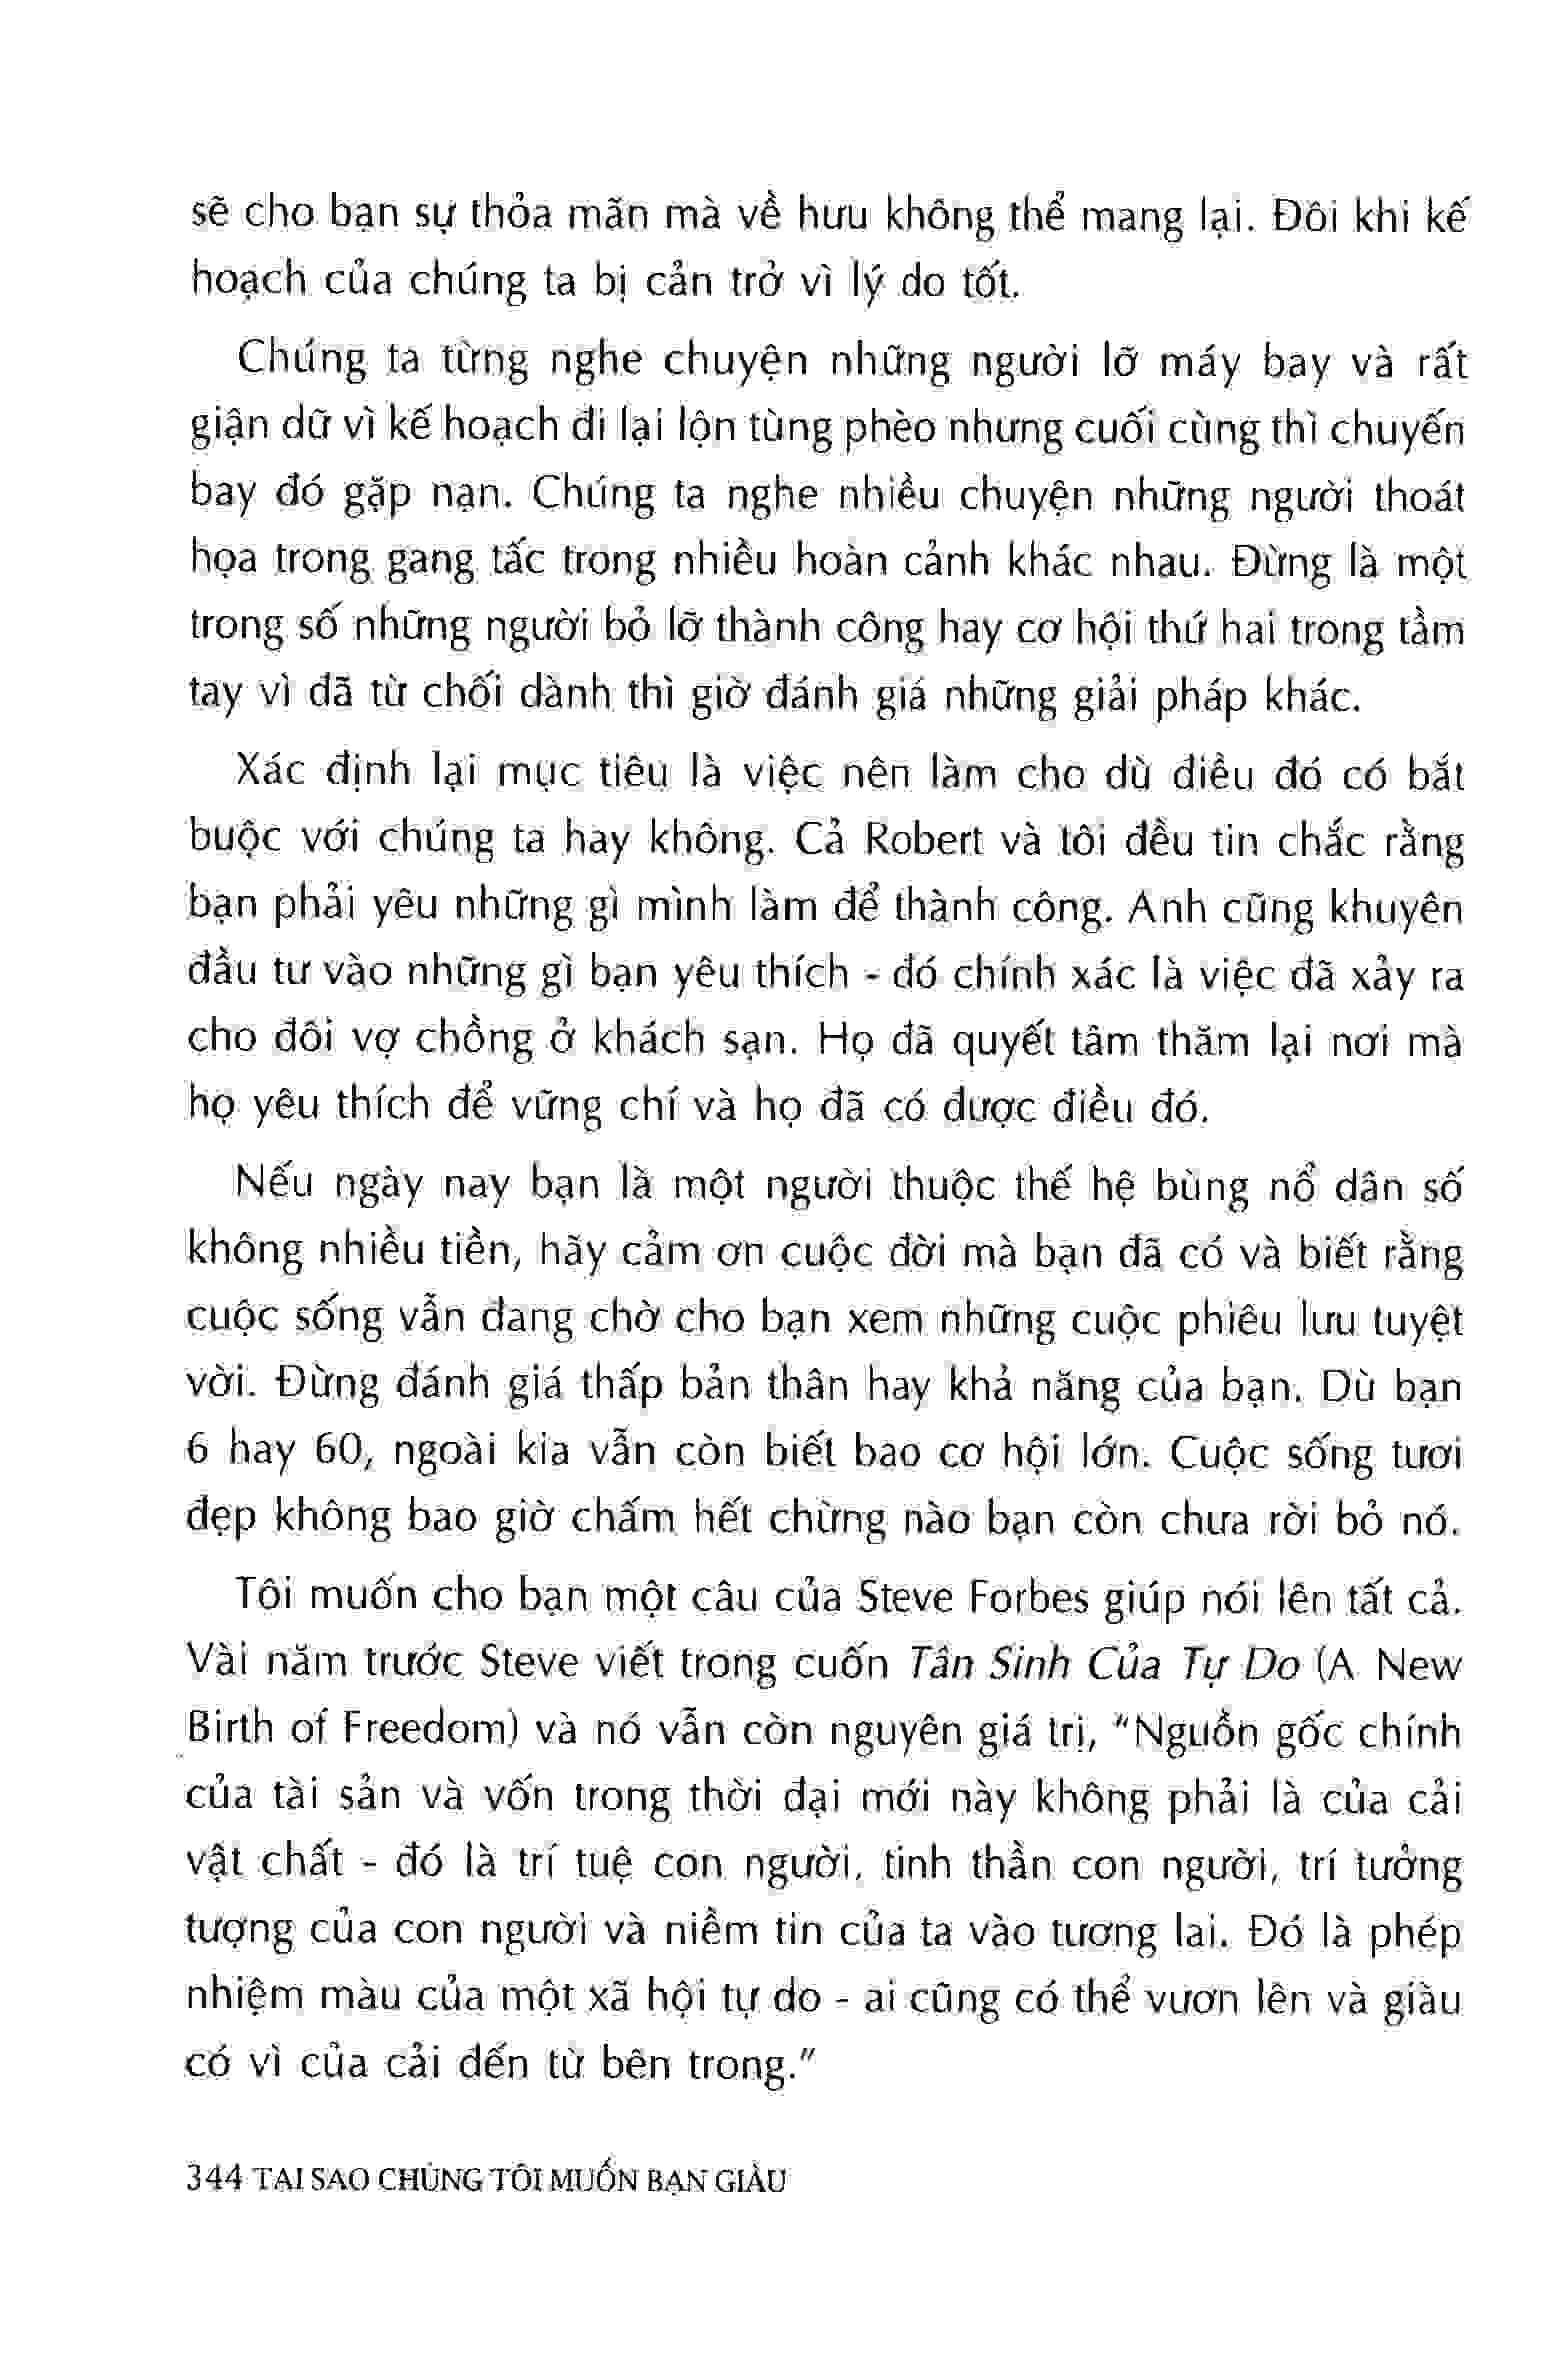 sẽ cho bạn sự thỏa mãn mà về hưu không thể mang lại. Đôi khi kế
hoạch của chúng ta bị cản trở vì lý do tốt.
Chúng ta từng nghe chuyện những người lỡ máy bay và rất
giận dữ vì kế hoạch đi lại lộn tùng phèo nhưng cuối cùng thì chuyến
bay đó gặp nạn. Chúng ta nghe nhiều chuyện những người thoát
họa trong gang tấc trong nhiều hoàn cảnh khác nhau. Đừng là một
trong số những người bỏ lỡ thành công hay cơ hội thứ hai trong tầm
tay vì đã từ chối dành thì giờ đánh giá những giải pháp khác.
Xác định lại mục tiêu là việc nên làm cho dù điều đó có bắt
buộc với chúng ta hay không. Cả Robert và tôi đều tin chắc rằng
bạn phải yêu những gì mình làm để thành công. Anh cũng khuyên
đầu tư vào những gì bạn yêu thích - đó chính xác là việc đã xảy ra
cho đôi vợ chồng ở khách sạn. Họ đã quyết tâm thăm lại nơi mà
họ yêu thích để vững chí và họ đã có được điều đó.
Nếu ngày nay bạn là một người thuộc thế hệ bùng nổ dân số
không nhiều tiền, hãy cảm ơn cuộc đời mà bạn đã có và biết rằng
cuộc sống vẫn đang chờ cho bạn xem những cuộc phiêu lưu tuyệt
vời. Đừng đánh giá thấp bản thân hay khả năng của bạn. Dù bạn
6 hay 60, ngoài kia vẫn còn biết bao cơ hội lớn. Cuộc sống tươi
đẹp không bao giờ chấm hết chừng nào bạn còn chưa rời bỏ nó.
Tôi muốn cho bạn một câu của Steve Forbes giúp nói lên tất cả.
Vài năm trước Steve viết trong cuốn Tân Sinh Của Tự Do (A New
Birth of Freedom) và nó vẫn còn nguyên giá trị, "Nguồn gốc chính
của tài sản và vốn trong thời đại mới này không phải là của cải
vật chất - đó là trí tuệ con người, tinh thần con người, trí tưởng
tượng của con người và niềm tin của ta vào tương lai. Đó là phép
nhiệm màu của một xã hội tự do - ai cũng có thể vươn lên và giàu
có vì của cải đến từ bên trong."
344 TẠI SAO CHÚNG TÔI MUỐN BẠN GIÀU